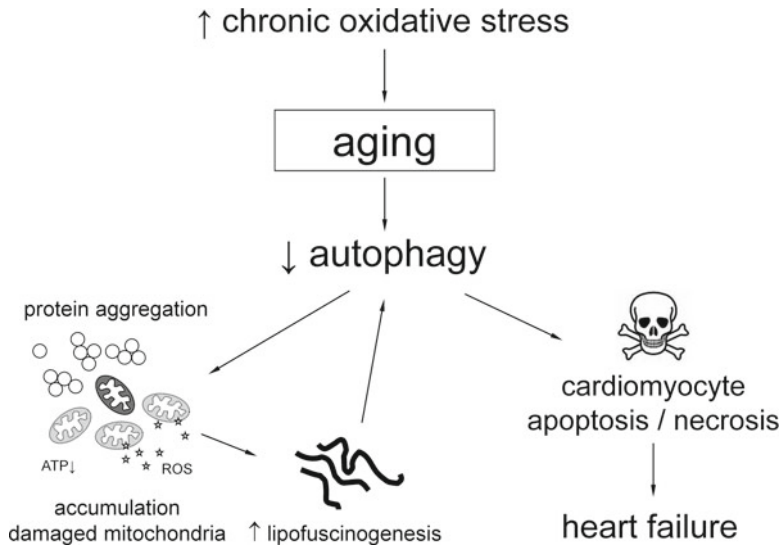 ↑ chronic oxidative stress
aging
↓ autophagy
protein aggregation
cardiomyocyte
apoptosis / necrosis
ATP↓
ROS
accumulation
damaged mitochondria
↑ lipofuscinogenesis
heart failure